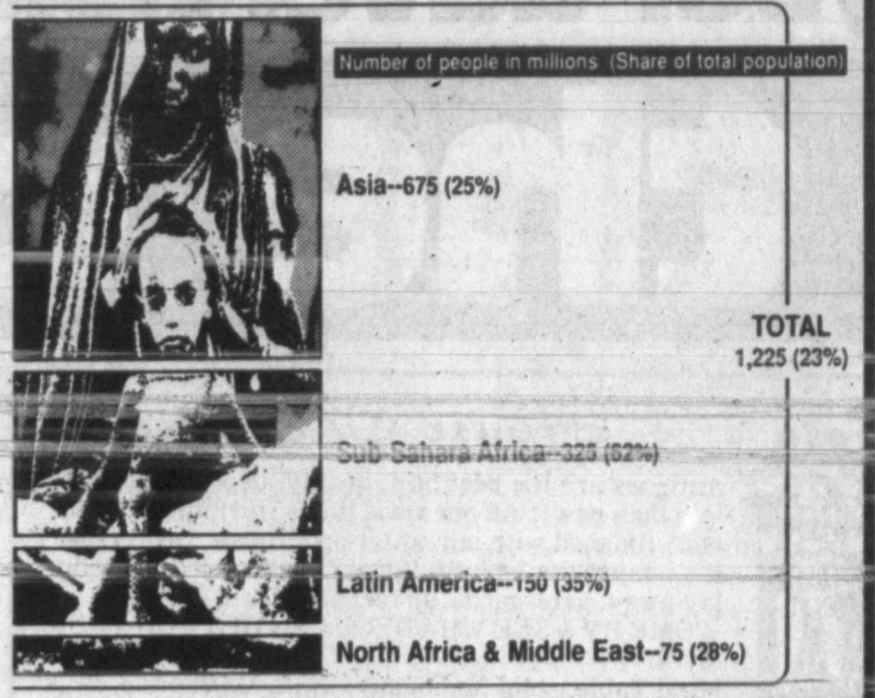 Number of people in millions (Share of total population)
Asia--675 (25%)
TOTAL
1,225 (23%)
Sub-Sahara Africa--325 (62%)
Latin America--150 (35%)
North Africa & Middle East--75 (28%)